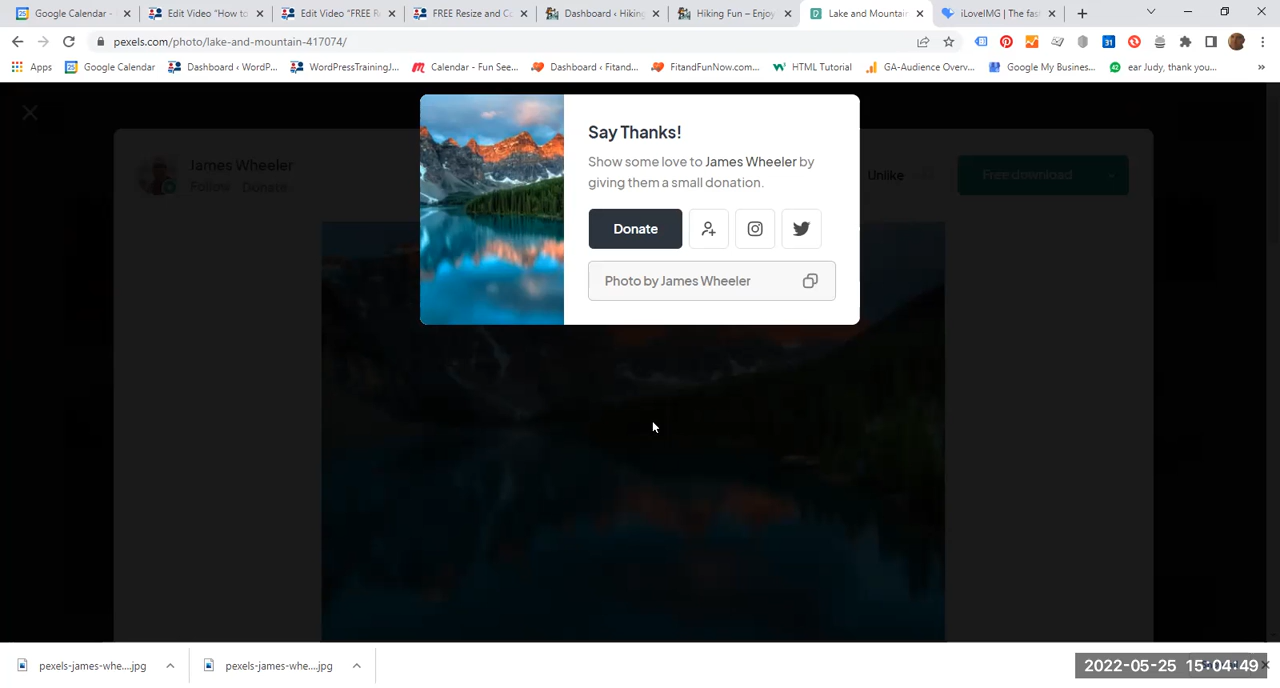 Google Calendar -
Edit Video "How to
Edit Video "FREE R
FREE Resize and C
Dashboard ‹ Hiking
Hiking Fun – Enjoy
Lake and Mountain
iLoveIMG | The fas
pexels.com/photo/lake-and-mountain-417074/
Apps
Google Calendar
Dashboard ‹ WordP...
WordPressTrainingJ...
Calendar - Fun See...
Dashboard ‹ Fitand...
FitandFunNow.com...
HTML Tutorial
GA-Audience Overv...
Google My Busines...
ear Judy, thank you...
James Wheeler
Follow Donate
Unlike
Free download
Say Thanks!
Show some love to James Wheeler by
giving them a small donation.
Donate
Photo by James Wheeler
pexels-james-whe....jpg
pexels-james-whe....jpg
2022-05-25 15:04:49